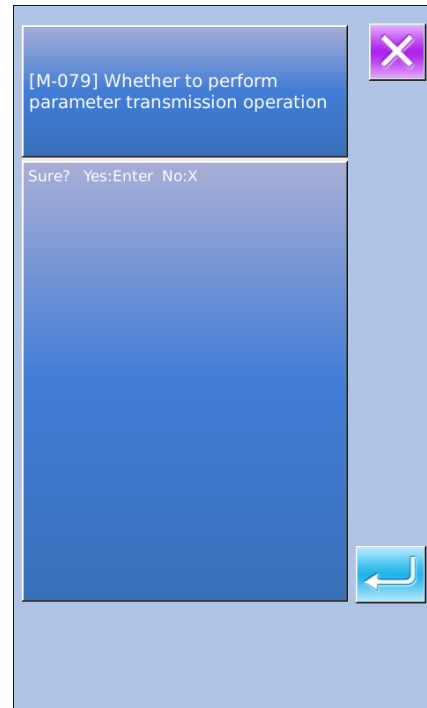 [M-079] Whether to perform
parameter transmission operation
Sure? Yes:Enter No:X